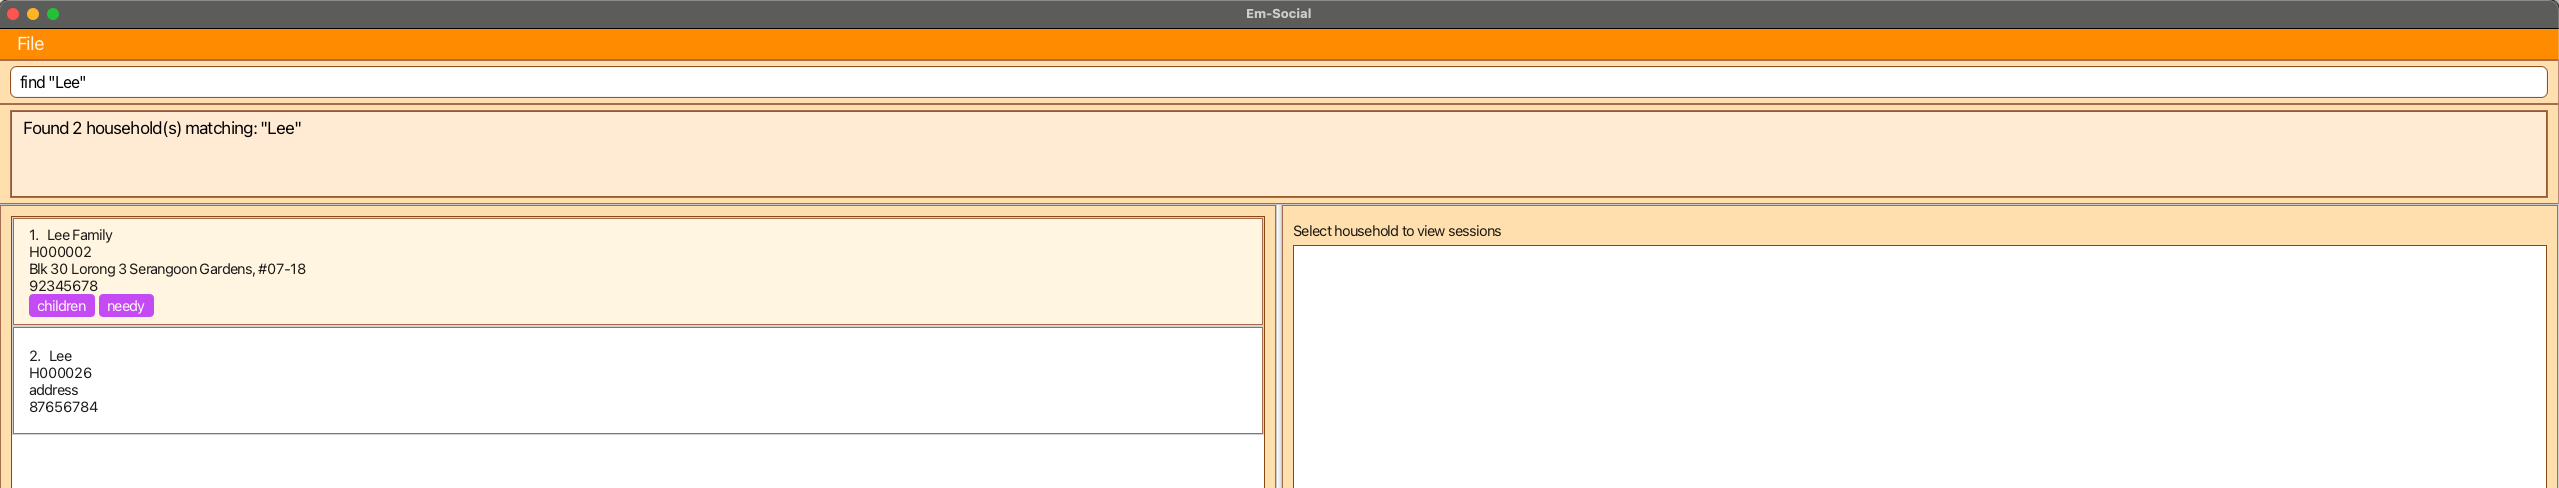 Em-Social
File
find "Lee"
Found 2 household(s) matching: "Lee"
1. Lee Family
H000002
Blk 30 Lorong 3 Serangoon Gardens, #07-18
92345678
children needy
2. Lee
H000026
address
87656784
Select household to view sessions